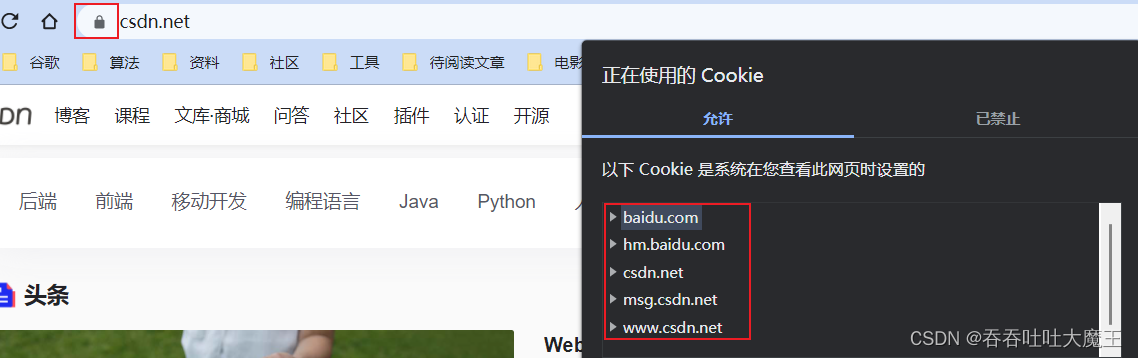 csdn.net
谷歌 算法 资料 社区 工具 待阅读文章 电影
正在使用的 Cookie
博客 课程 文库·商城 问答 社区 插件 认证 开源
允许 已禁止
以下 Cookie 是系统在您查看此网页时设置的
后端 前端 移动开发 编程语言 Java Python
baidu.com
hm.baidu.com
csdn.net
msg.csdn.net
www.csdn.net
头条
Web
CSDN @吞吞吐吐大魔王